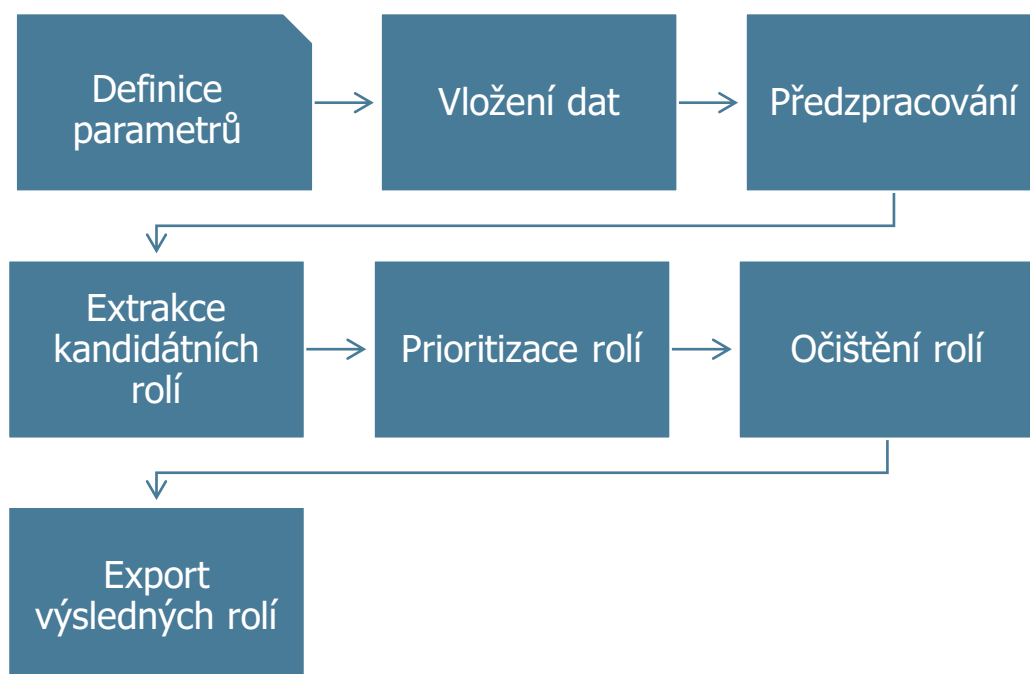 Definice
parametrů
Vložení dat
Předzpracování
Extrakce
kandidátních
rolí
Prioritizace rolí
Očištění rolí
Export
výsledných rolí